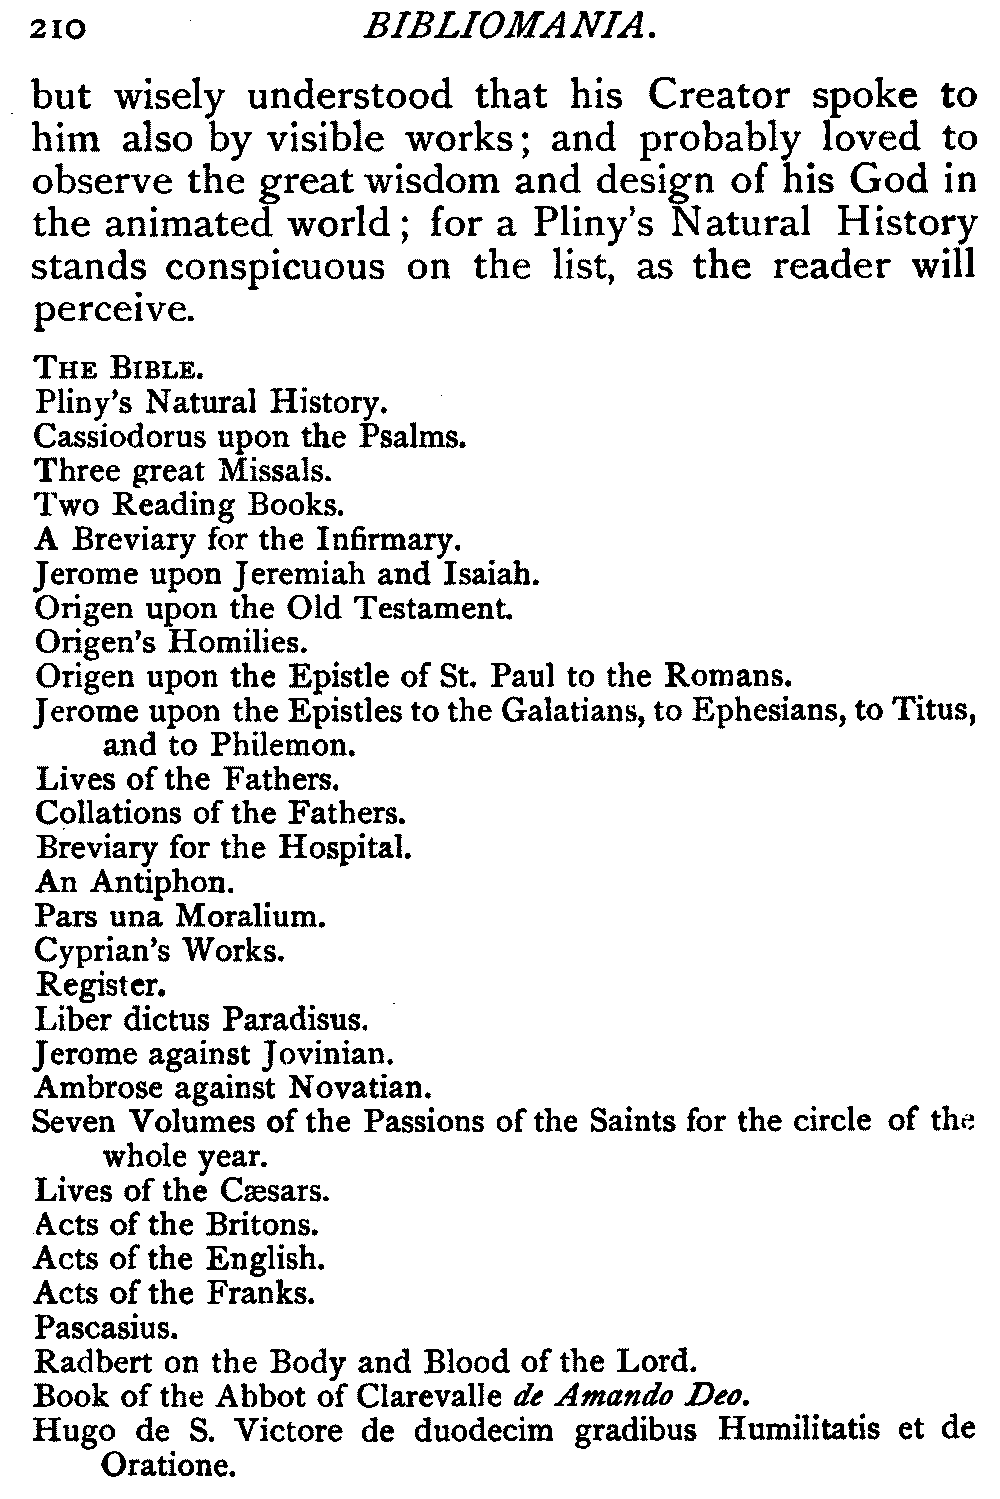 210 BIBLIOMANIA.
but wisely understood that his Creator spoke to
him also by visible works; and probably loved to
observe the great wisdom and design of his God in
the animated world; for a Pliny's Natural History
stands conspicuous on the list, as the reader will
perceive.
THE BIBLE.
Pliny's Natural History.
Cassiodorus upon the Psalms.
Three great Missals.
Two Reading Books.
A Breviary for the Infirmary.
Jerome upon Jeremiah and Isaiah.
Origen upon the Old Testament.
Origen's Homilies.
Origen upon the Epistle of St. Paul to the Romans.
Jerome upon the Epistles to the Galatians, to Ephesians, to Titus,
and to Philemon.
Lives of the Fathers.
Collations of the Fathers.
Breviary for the Hospital.
An Antiphon.
Pars una Moralium.
Cyprian's Works.
Register.
Liber dictus Paradisus.
Jerome against Jovinian.
Ambrose against Novatian.
Seven Volumes of the Passions of the Saints for the circle of the
whole year.
Lives of the Cæsars.
Acts of the Britons.
Acts of the English.
Acts of the Franks.
Pascasius.
Radbert on the Body and Blood of the Lord.
Book of the Abbot of Clarevalle de Amando Deo.
Hugo de S. Victore de duodecim gradibus Humilitatis et de
Oratione.